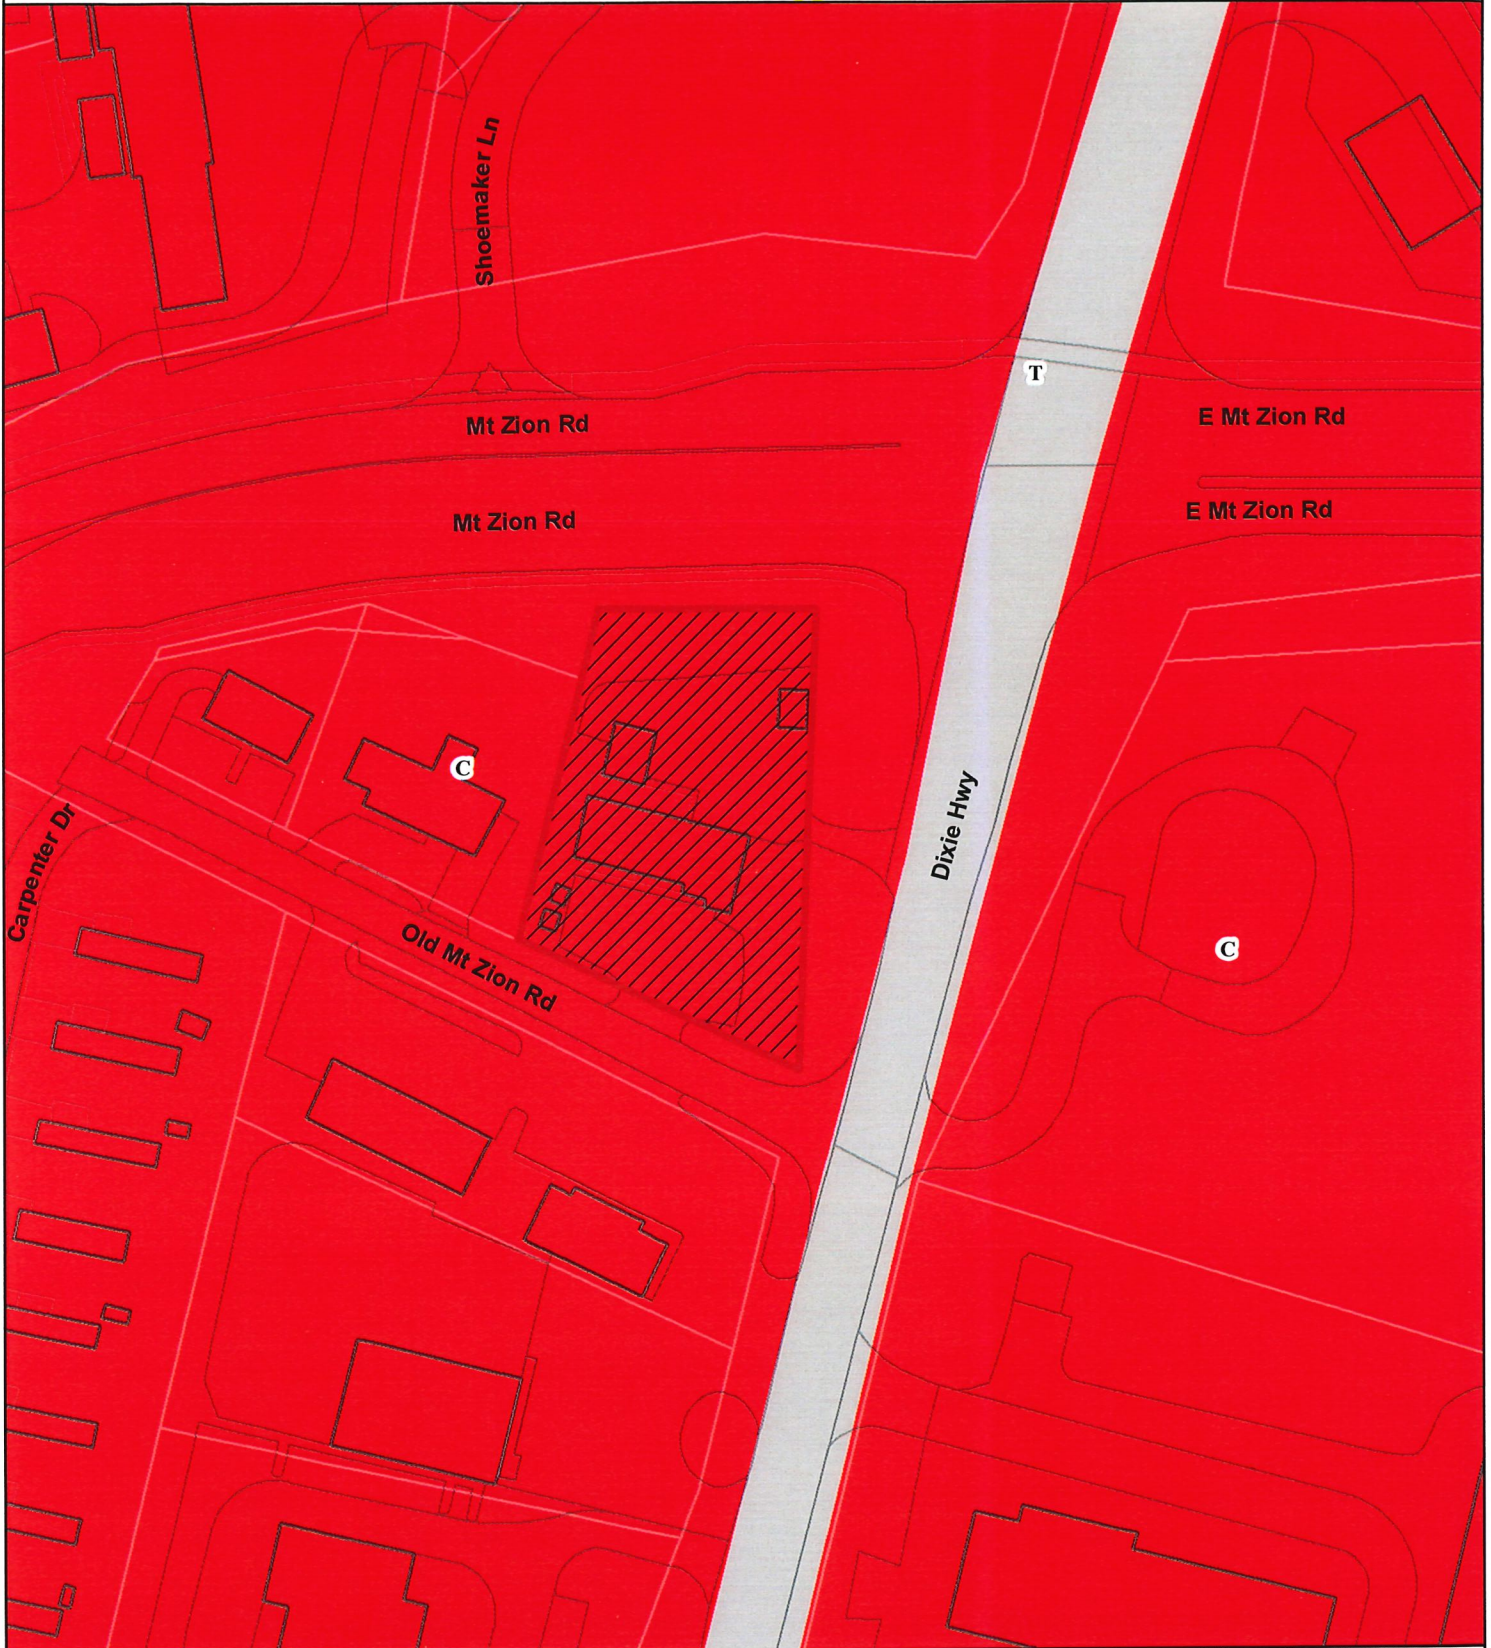 Shoemaker Ln
T
Mt Zion Rd
E Mt Zion Rd
Mt Zion Rd
E Mt Zion Rd
C
Dixie Hwy
Carpenter Dr
Old Mt Zion Rd
C